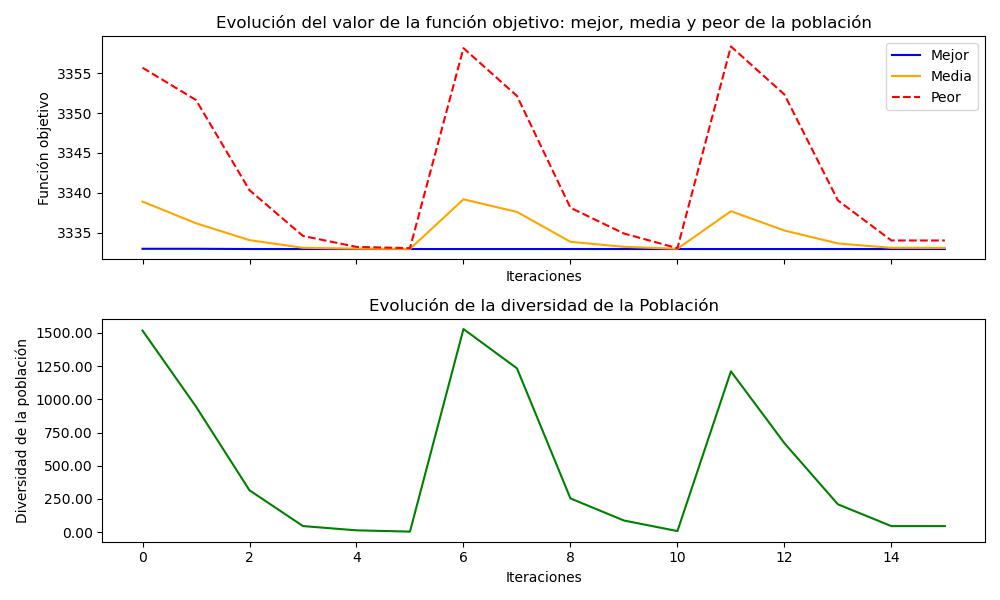 Evolución del valor de la función objetivo: mejor, media y peor de la población
Función objetivo
3355
3350
3345
3340
3335
Mejor
Media
Peor
Iteraciones
Evolución de la diversidad de la Población
Diversidad de la población
1500.00
1250.00
1000.00
750.00
500.00
250.00
0.00
0 2 4 6 8 10 12 14
Iteraciones